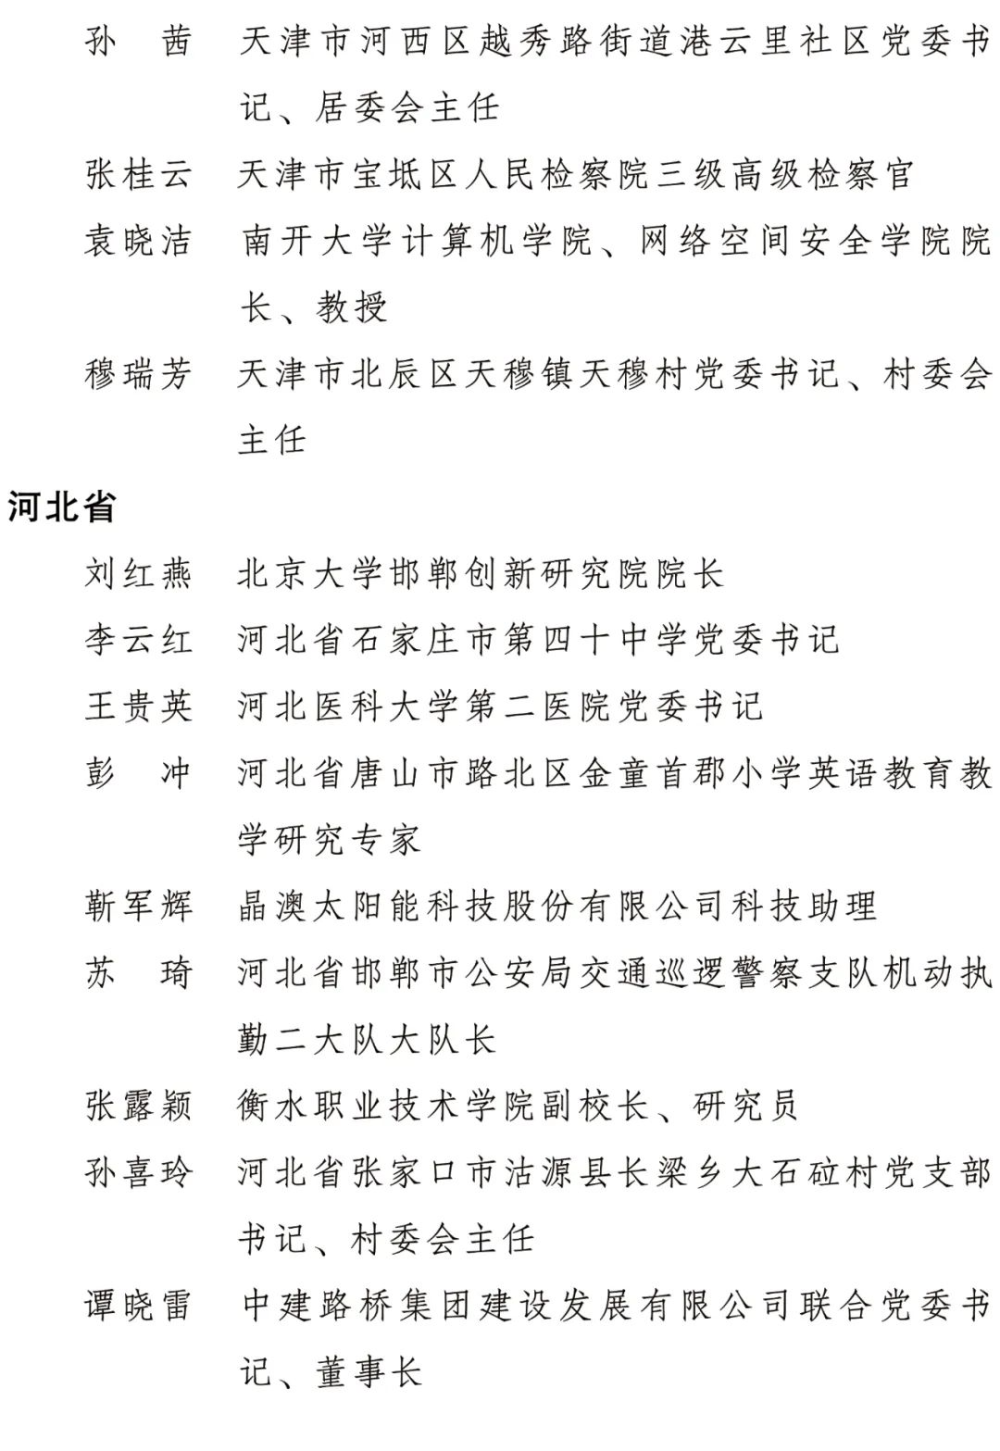 孙　茜　天津市河西区越秀路街道港云里社区党委书
记、居委会主任
张桂云　天津市宝坻区人民检察院三级高级检察官
袁晓洁　南开大学计算机学院、网络空间安全学院院
长、教授
穆瑞芳　天津市北辰区天穆镇天穆村党委书记、村委会
主任
河北省
刘红燕　北京大学邯郸创新研究院院长
李云红　河北省石家庄市第四十中学党委书记
王贵英　河北医科大学第二医院党委书记
彭　冲　河北省唐山市路北区金童首郡小学英语教育教
学研究专家
靳军辉　晶澳太阳能科技股份有限公司科技助理
苏　琦　河北省邯郸市公安局交通巡逻警察支队机动执
勤二大队大队长
张露颖　衡水职业技术学院副校长、研究员
孙喜玲　河北省张家口市沽源县长梁乡大石砬村党支部
书记、村委会主任
谭晓雷　中建路桥集团建设发展有限公司联合党委书
记、董事长